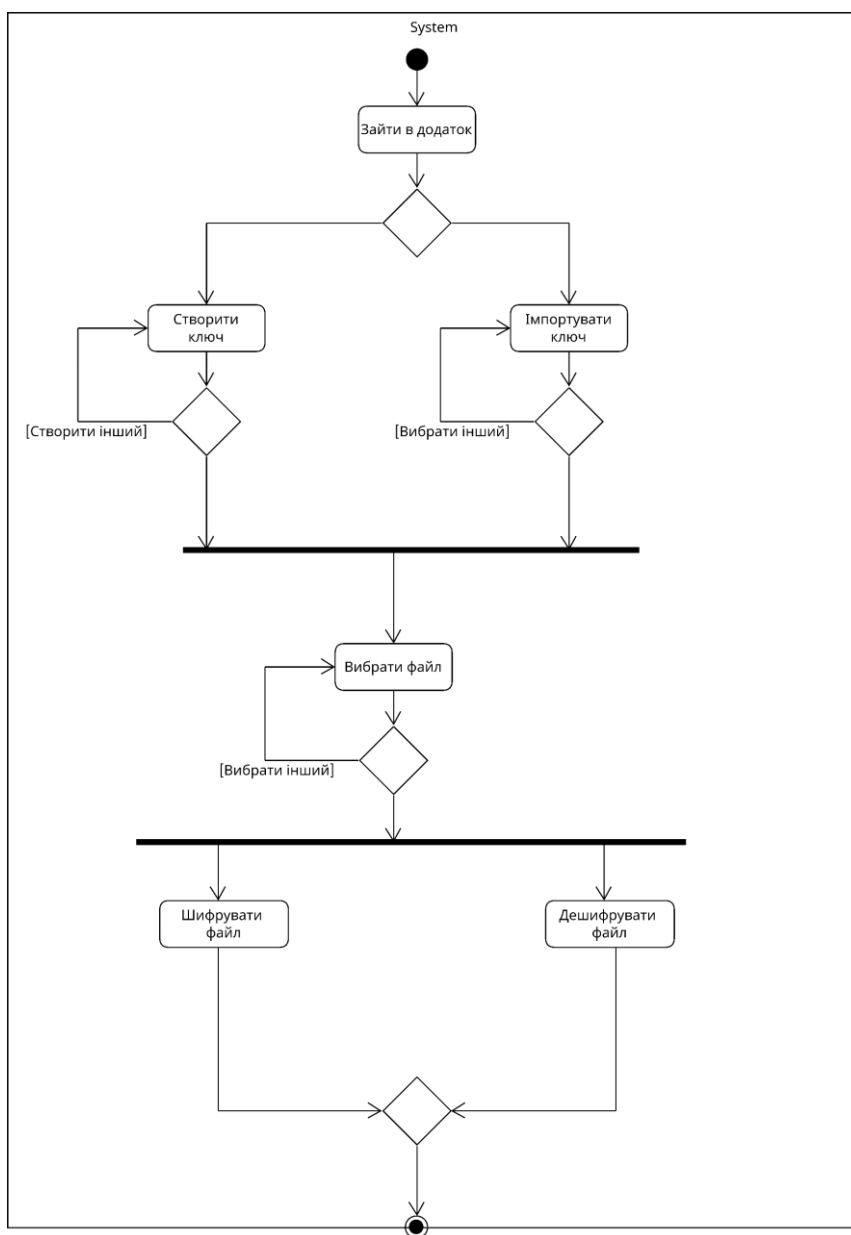 System
Зайти в додаток
Створити
ключ
Імпортувати
ключ
[Створити інший]
[Вибрати інший]
Вибрати файл
[Вибрати інший]
Шифрувати
файл
Дешифрувати
файл